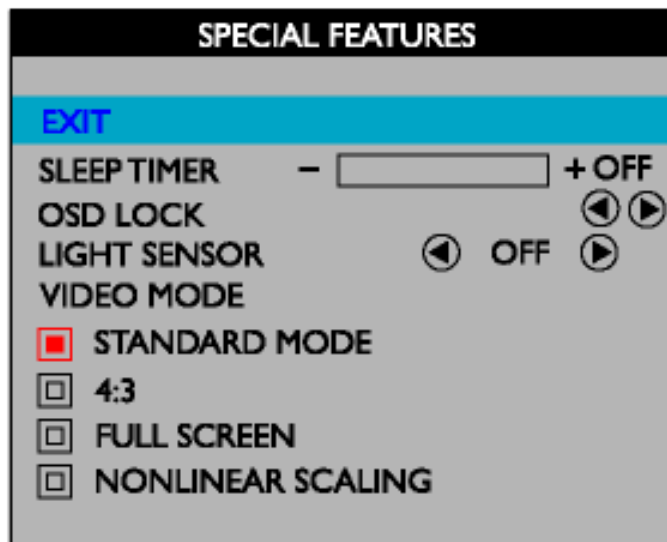 SPECIAL FEATURES
EXIT
SLEEP TIMER - + OFF
OSD LOCK
LIGHT SENSOR OFF
VIDEO MODE
STANDARD MODE
4:3
FULL SCREEN
NONLINEAR SCALING